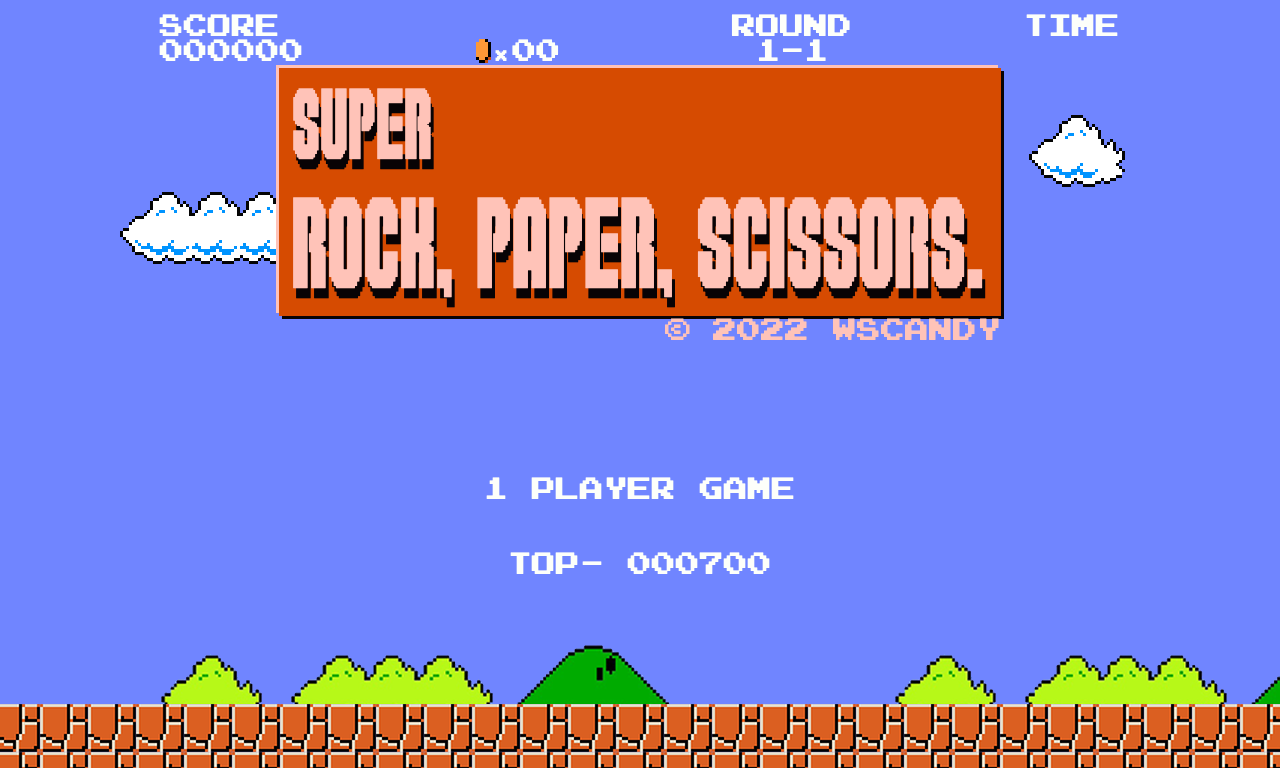 SCORE ROUND TIME
000000 x00 1-1
SUPER
ROCK, PAPER, SCISSORS.
© 2022 WSCANDY
1 PLAYER GAME
TOP- 000700